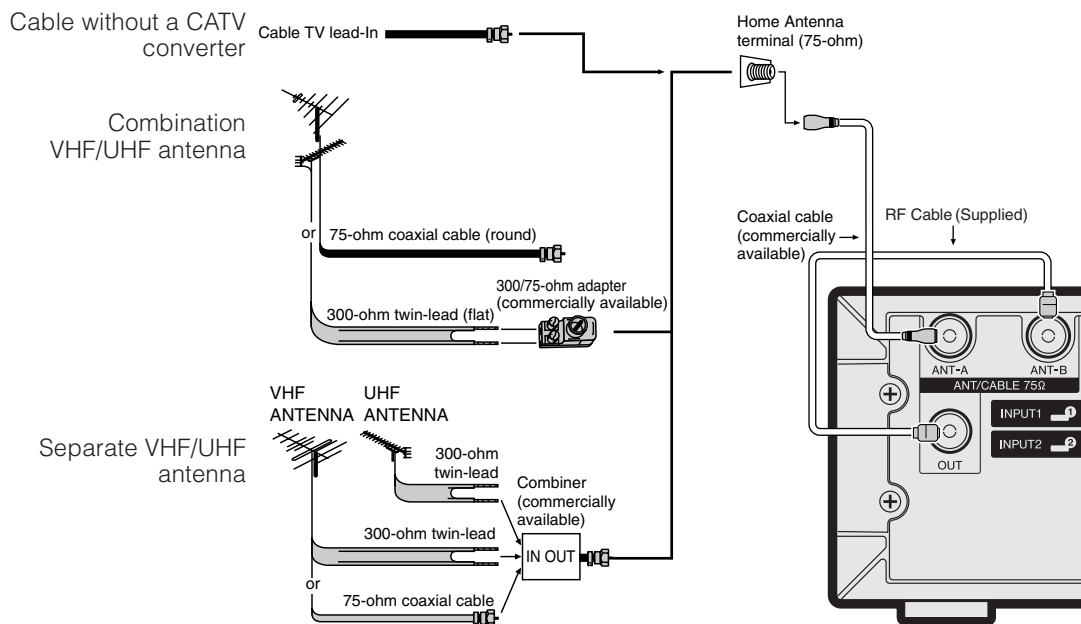 Cable without a CATV
converter
Cable TV lead-In
Home Antenna
terminal (75-ohm)
Combination
VHF/UHF antenna
or
75-ohm coaxial cable (round)
300/75-ohm adapter
(commercially available)
300-ohm twin-lead (flat)
Coaxial cable
(commercially
available)
RF Cable (Supplied)
ANT-A
ANT-B
ANT/CABLE 75Ω
INPUT1 1
INPUT2 2
OUT
VHF
ANTENNA
UHF
ANTENNA
Separate VHF/UHF
antenna
300-ohm
twin-lead
Combiner
(commercially
available)
300-ohm twin-lead
IN OUT
or
75-ohm coaxial cable